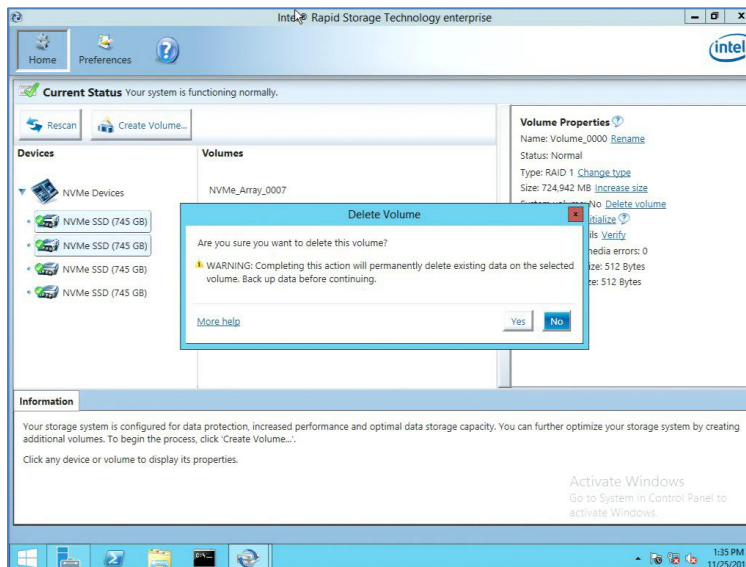 Intel® Rapid Storage Technology enterprise
Home
Preferences
intel
Current Status Your system is functioning normally.
Rescan
Create Volume...
Devices
Volumes
NVMe Devices
NVMe SSD (745 GB)
NVMe SSD (745 GB)
NVMe SSD (745 GB)
NVMe SSD (745 GB)
NVMe_Array_0007
Volume Properties
Name: Volume_0000 Rename
Status: Normal
Type: RAID 1 Change type
Size: 724,942 MB Increase size
No Delete volume
Verify
errors: 0
512 Bytes
512 Bytes
Delete Volume
Are you sure you want to delete this volume?
WARNING: Completing this action will permanently delete existing data on the selected
volume. Back up data before continuing.
More help
Yes
No
Information
Your storage system is configured for data protection, increased performance and optimal data storage capacity. You can further optimize your storage system by creating
additional volumes. To begin the process, click 'Create Volume...'.
Click any device or volume to display its properties.
Activate Windows
Go to System in Control Panel to
activate Windows.
1:35 PM
11/25/201